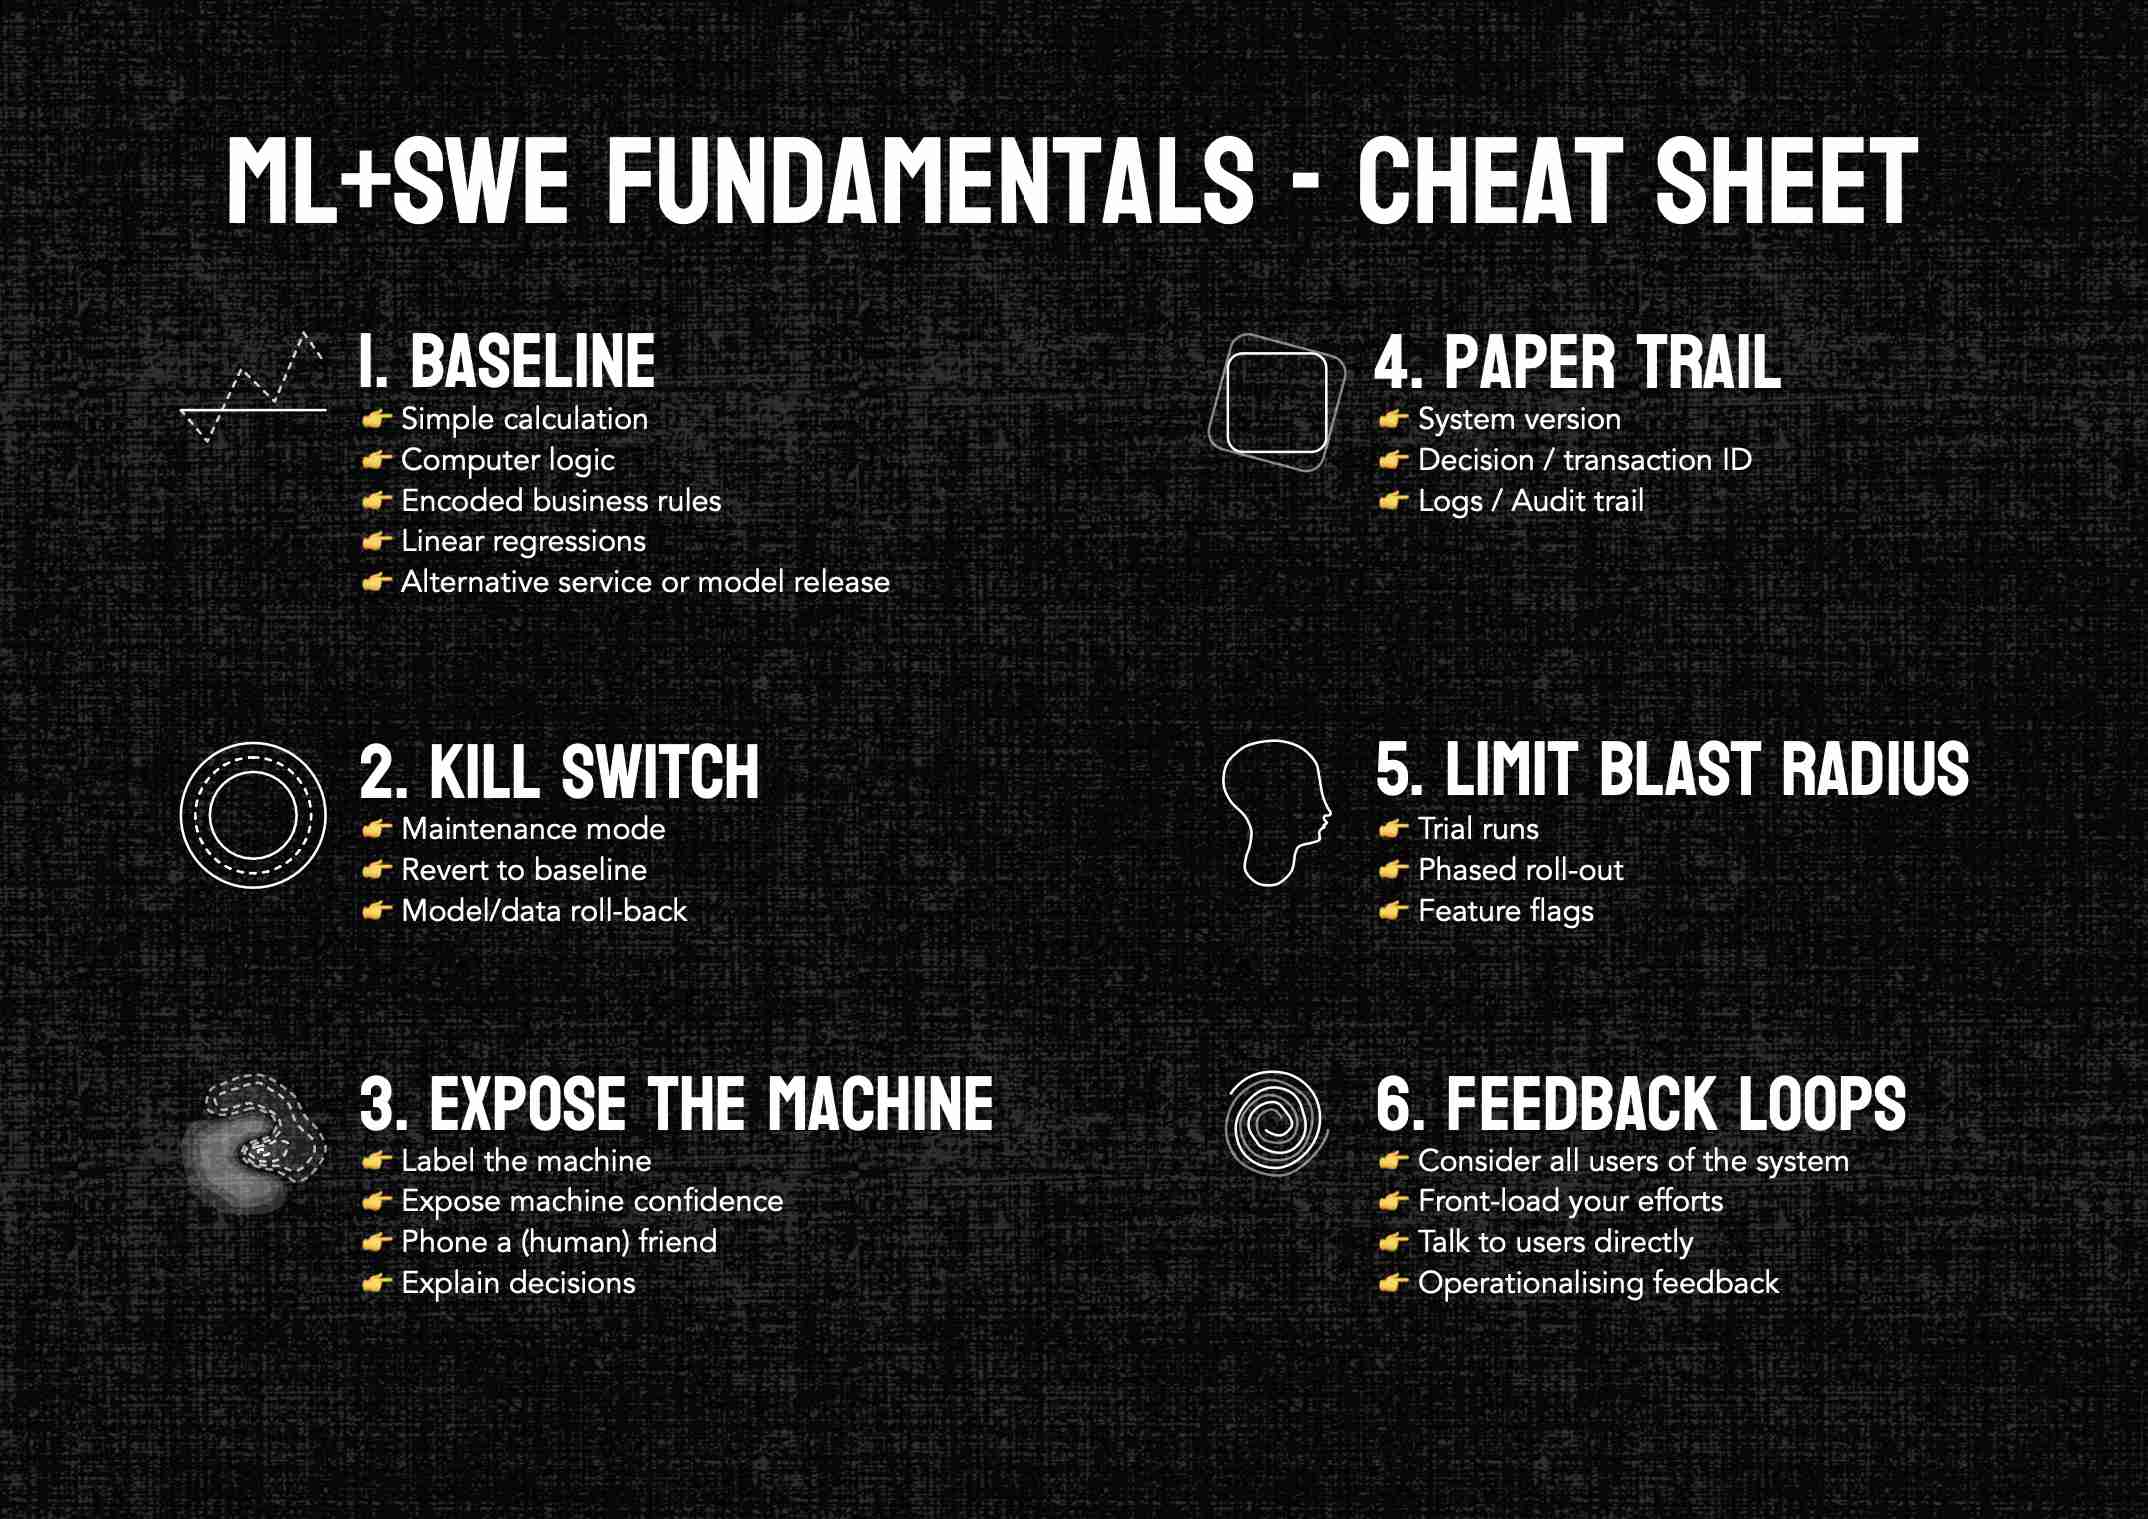 ML+SWE FUNDAMENTALS - CHEAT SHEET
1. BASELINE
👉 Simple calculation
👉 Computer logic
👉 Encoded business rules
👉 Linear regressions
👉 Alternative service or model release
2. KILL SWITCH
👉 Maintenance mode
👉 Revert to baseline
👉 Model/data roll-back
3. EXPOSE THE MACHINE
👉 Label the machine
👉 Expose machine confidence
👉 Phone a (human) friend
👉 Explain decisions
4. PAPER TRAIL
👉 System version
👉 Decision / transaction ID
👉 Logs / Audit trail
5. LIMIT BLAST RADIUS
👉 Trial runs
👉 Phased roll-out
👉 Feature flags
6. FEEDBACK LOOPS
👉 Consider all users of the system
👉 Front-load your efforts
👉 Talk to users directly
👉 Operationalising feedback